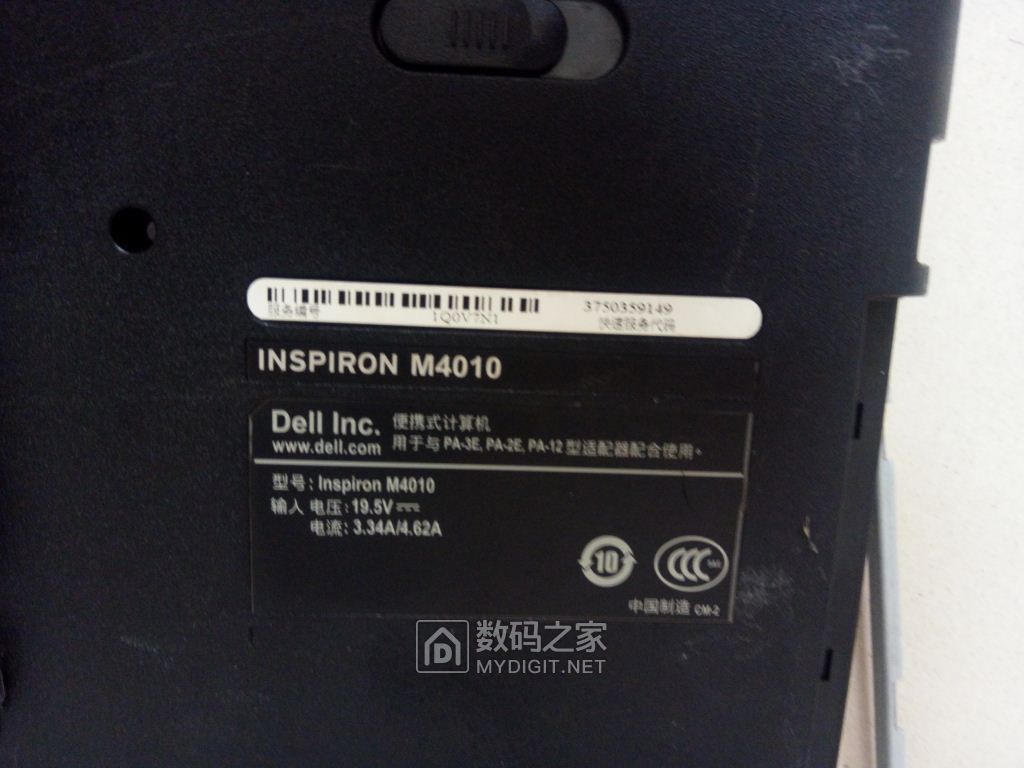 3750359149
服务编号
1Q0V7N1
快速服务代码
INSPIRON M4010
Dell Inc. 便携式计算机
www.dell.com 用于与 PA-3E, PA-2E, PA-12 型适配器配合使用。
型号: Inspiron M4010
输入 电压: 19.5V
电流: 3.34A/4.62A
10
CCC
中国制造 CM-2
数码之家
MYDIGIT.NET